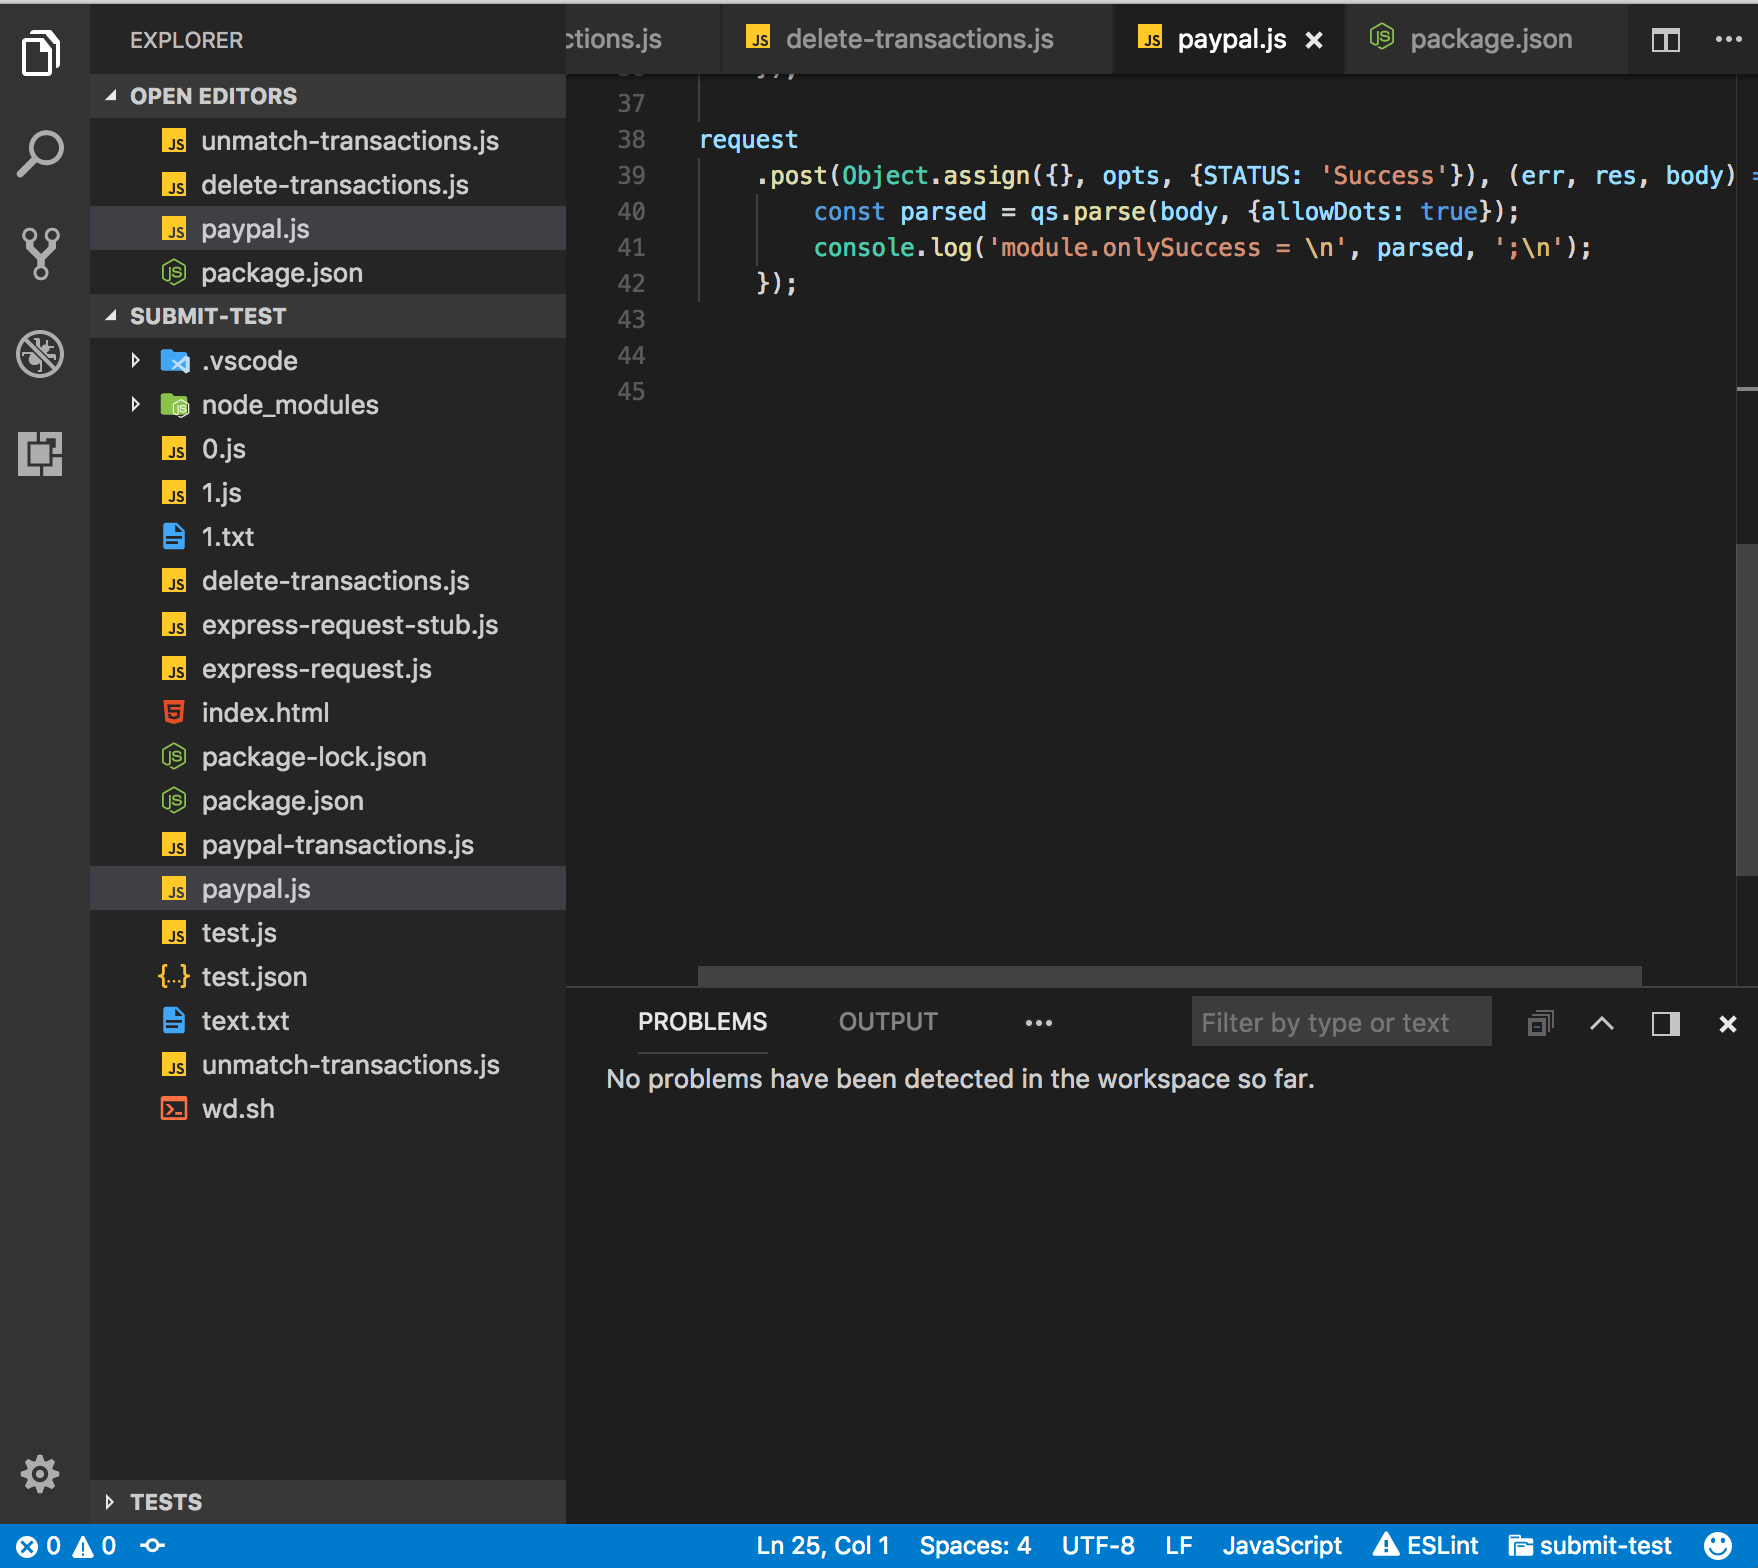 EXPLORER
OPEN EDITORS
unmatch-transactions.js
delete-transactions.js
paypal.js
package.json
SUBMIT-TEST
.vscode
node_modules
0.js
1.js
1.txt
delete-transactions.js
express-request-stub.js
express-request.js
index.html
package-lock.json
package.json
paypal-transactions.js
paypal.js
test.js
test.json
text.txt
unmatch-transactions.js
wd.sh
TESTS
ctions.js delete-transactions.js paypal.js package.json
37
38 request
39 .post(Object.assign({}, opts, {STATUS: 'Success'}), (err, res, body) =
40 const parsed = qs.parse(body, {allowDots: true});
41 console.log('module.onlySuccess = \n', parsed, ';\n');
42 });
43
44
45
PROBLEMS OUTPUT ••• Filter by type or text
No problems have been detected in the workspace so far.
0 0 Ln 25, Col 1 Spaces: 4 UTF-8 LF JavaScript ESLint submit-test